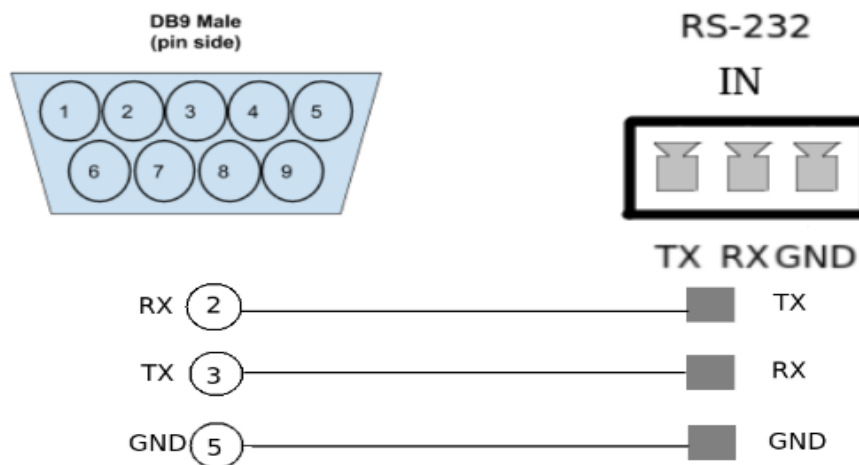 DB9 Male
(pin side)
1 2 3 4 5
6 7 8 9
RS-232
IN
TX RX GND
RX 2 TX
TX 3 RX
GND 5 GND